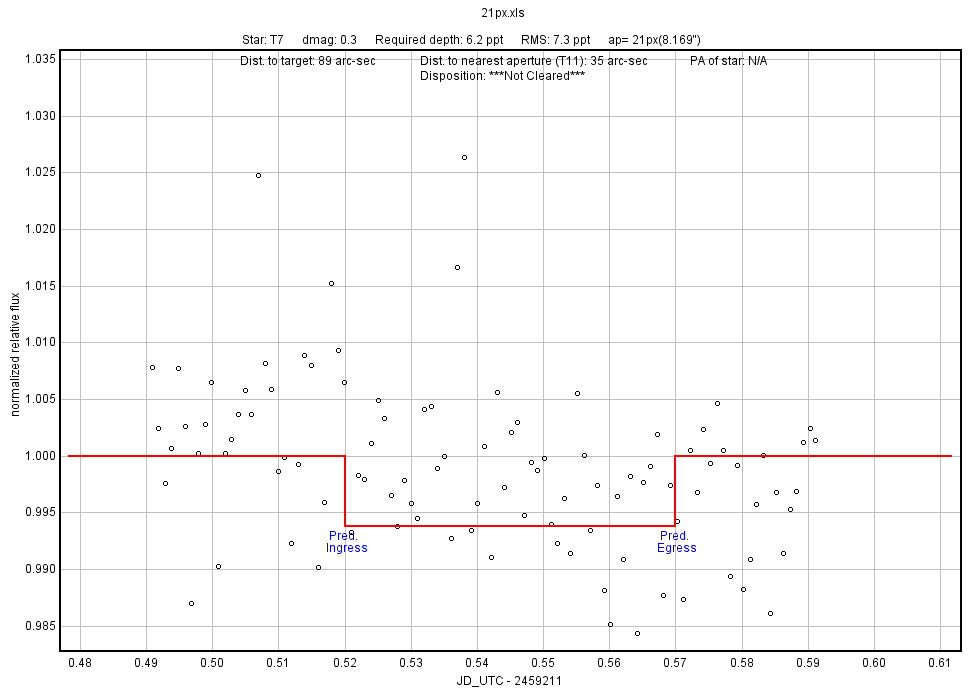 21px.xls
Star: T7 dmag: 0.3 Required depth: 6.2 ppt RMS: 7.3 ppt ap= 21px(8.169")
Dist. to target: 89 arc-sec Dist. to nearest aperture (T11): 35 arc-sec PA of star: N/A
Disposition: ***Not Cleared***
normalized relative flux
1.035
1.030
1.025
1.020
1.015
1.010
1.005
1.000
0.995
0.990
0.985
Pred.
Ingress
Pred.
Egress
0.48 0.49 0.50 0.51 0.52 0.53 0.54 0.55 0.56 0.57 0.58 0.59 0.60 0.61
JD_UTC - 2459211